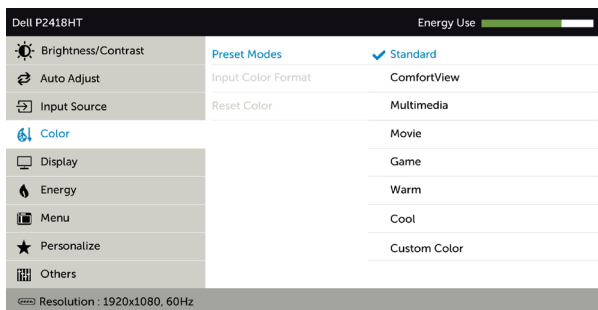 Dell P2418HT
Energy Use
Brightness/Contrast
Auto Adjust
Input Source
Color
Display
Energy
Menu
Personalize
Others
Preset Modes
Input Color Format
Reset Color
Standard
ComfortView
Multimedia
Movie
Game
Warm
Cool
Custom Color
Resolution : 1920x1080, 60Hz